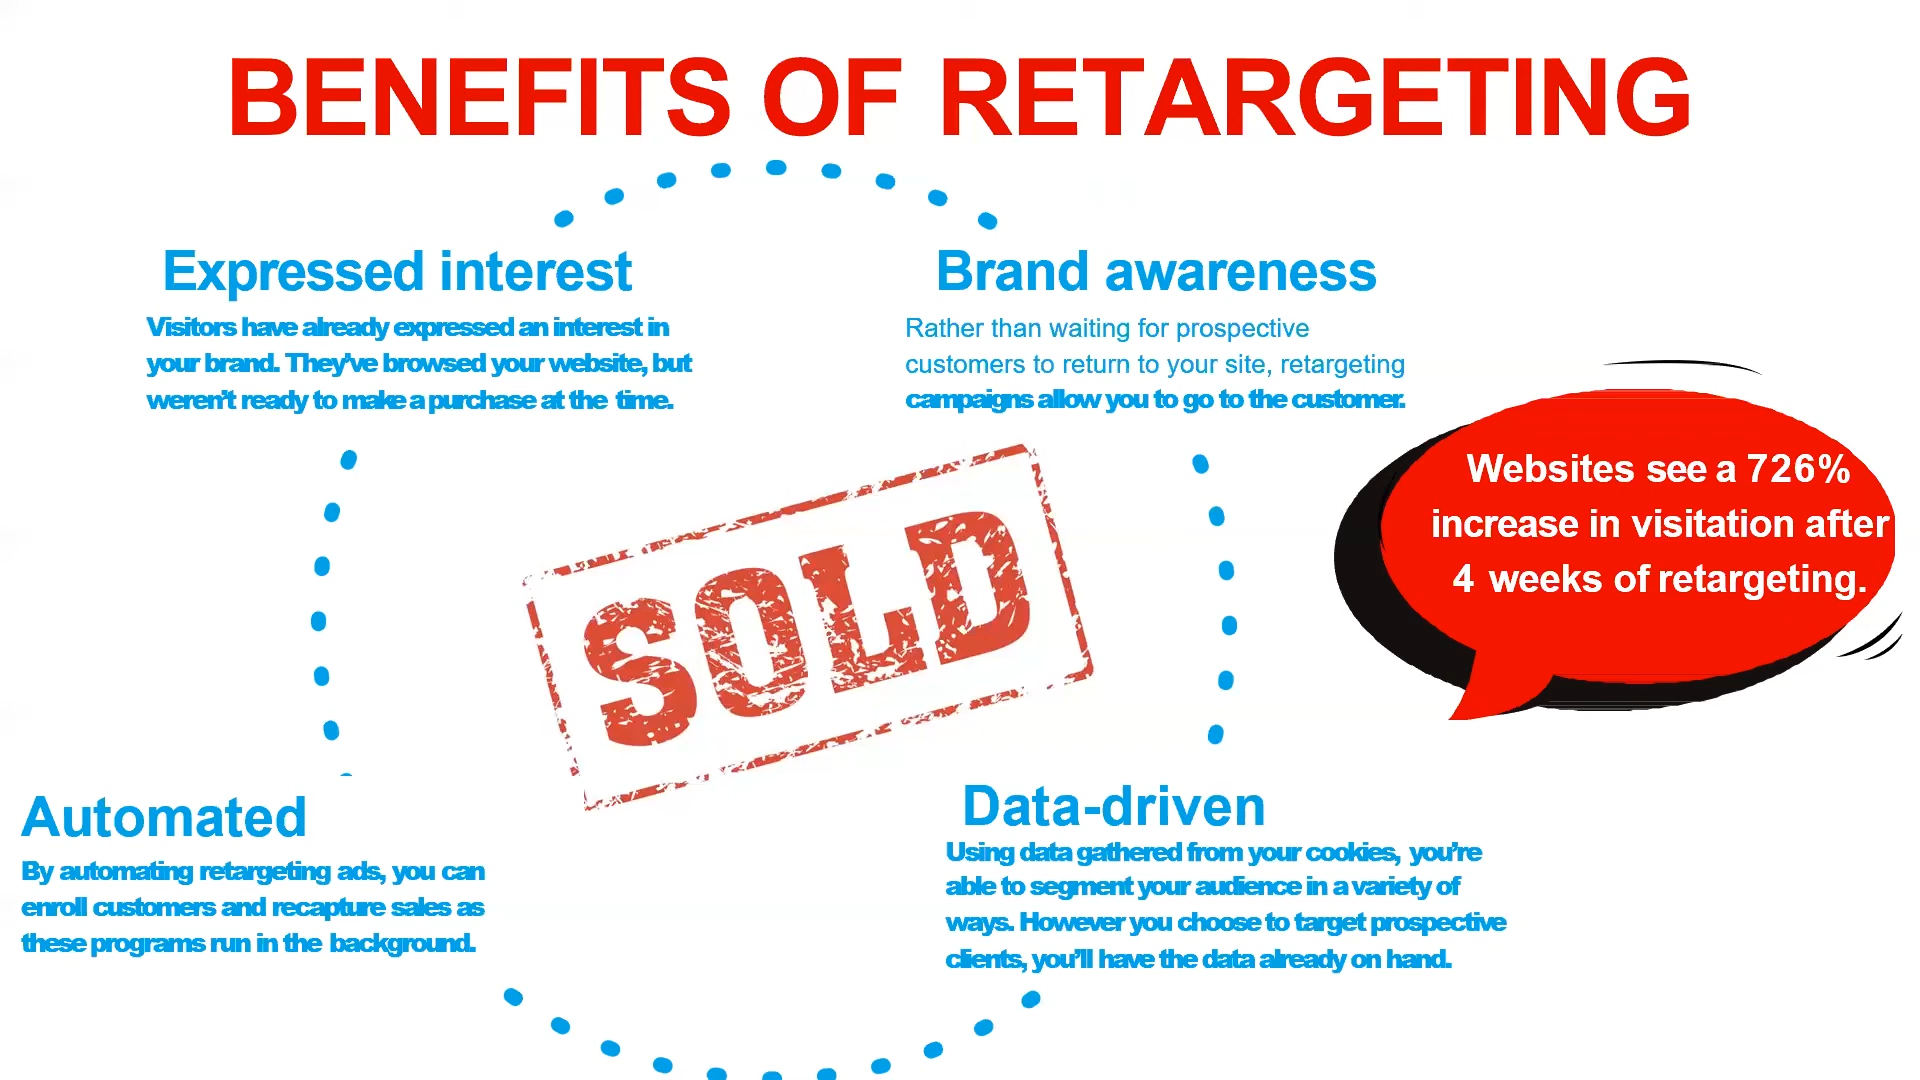 BENEFITS OF RETARGETING
Expressed interest
Visitors have already expressed an interest in
your brand. They've browsed your website, but
weren't ready to make a purchase at the time.
Brand awareness
Rather than waiting for prospective
customers to return to your site, retargeting
campaigns allow you to go to the customer.
Websites see a 726%
increase in visitation after
4 weeks of retargeting.
SOLD
Automated
By automating retargeting ads, you can
enroll customers and recapture sales as
these programs run in the background.
Data-driven
Using data gathered from your cookies, you're
able to segment your audience in a variety of
ways. However you choose to target prospective
clients, you'll have the data already on hand.